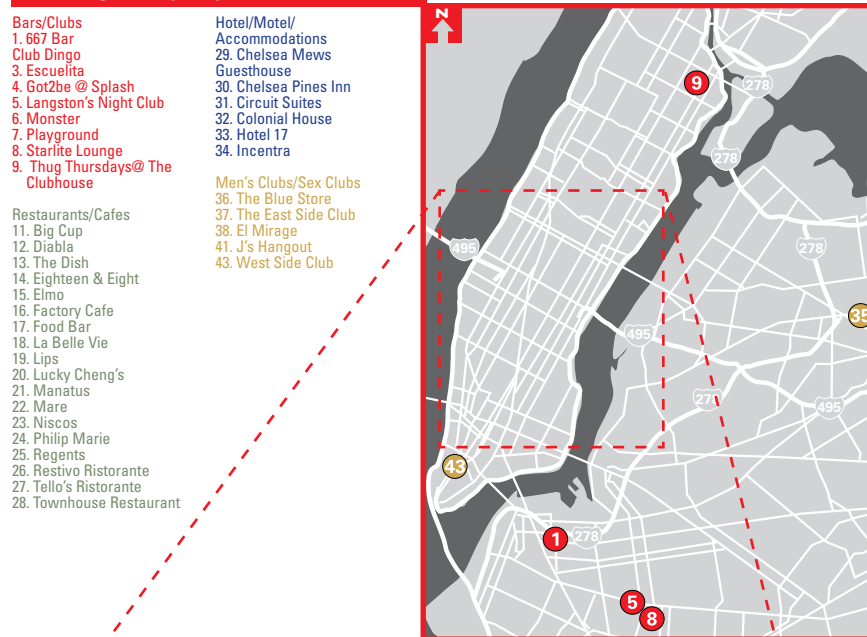 Bars/Clubs
1. 667 Bar
Club Dingo
3. Escuelita
4. Got2be @ Splash
5. Langston's Night Club
6. Monster
7. Playground
8. Starlite Lounge
9. Thug Thursdays@ The
Clubhouse
Restaurants/Cafes
11. Big Cup
12. Diabla
13. The Dish
14. Eighteen & Eight
15. Elmo
16. Factory Cafe
17. Food Bar
18. La Belle Vie
19. Lips
20. Lucky Cheng's
21. Manatus
22. Mare
23. Niscos
24. Philip Marie
25. Regents
26. Restivo Ristorante
27. Tello's Ristorante
28. Townhouse Restaurant
Hotel/Motel/
Accommodations
29. Chelsea Mews
Guesthouse
30. Chelsea Pines Inn
31. Circuit Suites
32. Colonial House
33. Hotel 17
34. Incentra
Men's Clubs/Sex Clubs
36. The Blue Store
37. The East Side Club
38. El Mirage
41. J's Hangout
43. West Side Club
N
9
278
278
495
278
35
495
278
495
43
1
278
5
8